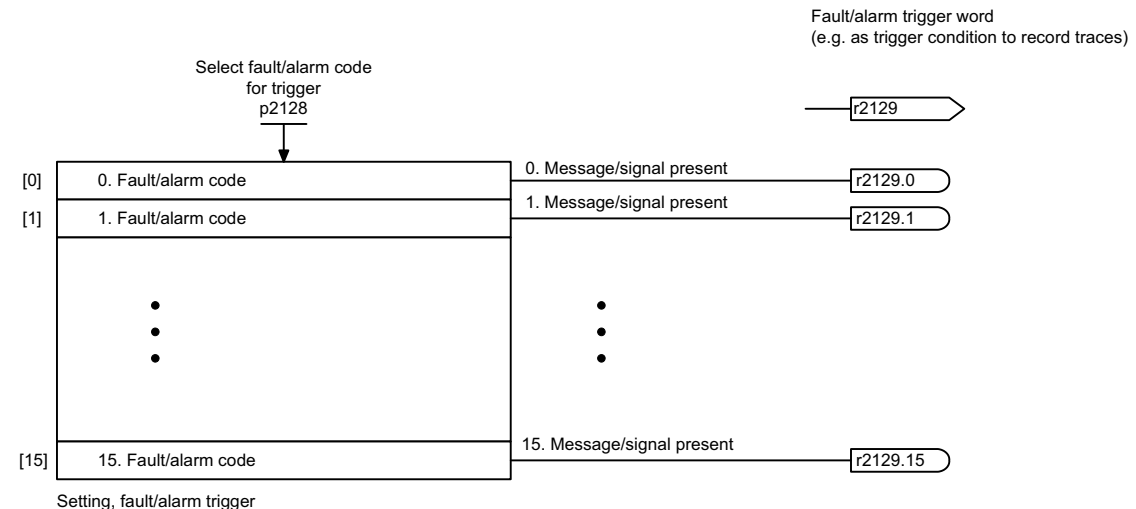 Fault/alarm trigger word
(e.g. as trigger condition to record traces)
Select fault/alarm code
for trigger
p2128
r2129
[0]
0. Fault/alarm code
0. Message/signal present
r2129.0
[1]
1. Fault/alarm code
1. Message/signal present
r2129.1
[15]
15. Fault/alarm code
15. Message/signal present
r2129.15
Setting, fault/alarm trigger